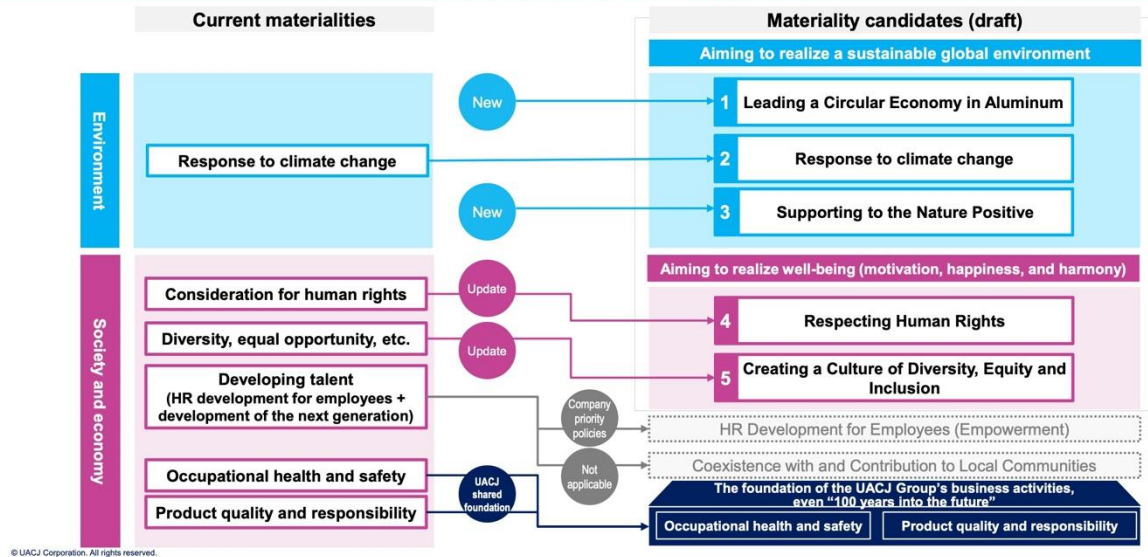 Current materialities
Materiality candidates (draft)
Aiming to realize a sustainable global environment
Environment
New
1
Leading a Circular Economy in Aluminum
Response to climate change
2
Response to climate change
New
3
Supporting to the Nature Positive
Society and economy
Aiming to realize well-being (motivation, happiness, and harmony)
Consideration for human rights
Update
4
Respecting Human Rights
Diversity, equal opportunity, etc.
Update
5
Creating a Culture of Diversity, Equity and
Inclusion
Developing talent
(HR development for employees +
development of the next generation)
Company
priority
policies
HR Development for Employees (Empowerment)
Not
applicable
Coexistence with and Contribution to Local Communities
Occupational health and safety
Product quality and responsibility
UACJ
shared
foundation
The foundation of the UACJ Group's business activities,
even “100 years into the future”
Occupational health and safety
Product quality and responsibility
© UACJ Corporation. All rights reserved.